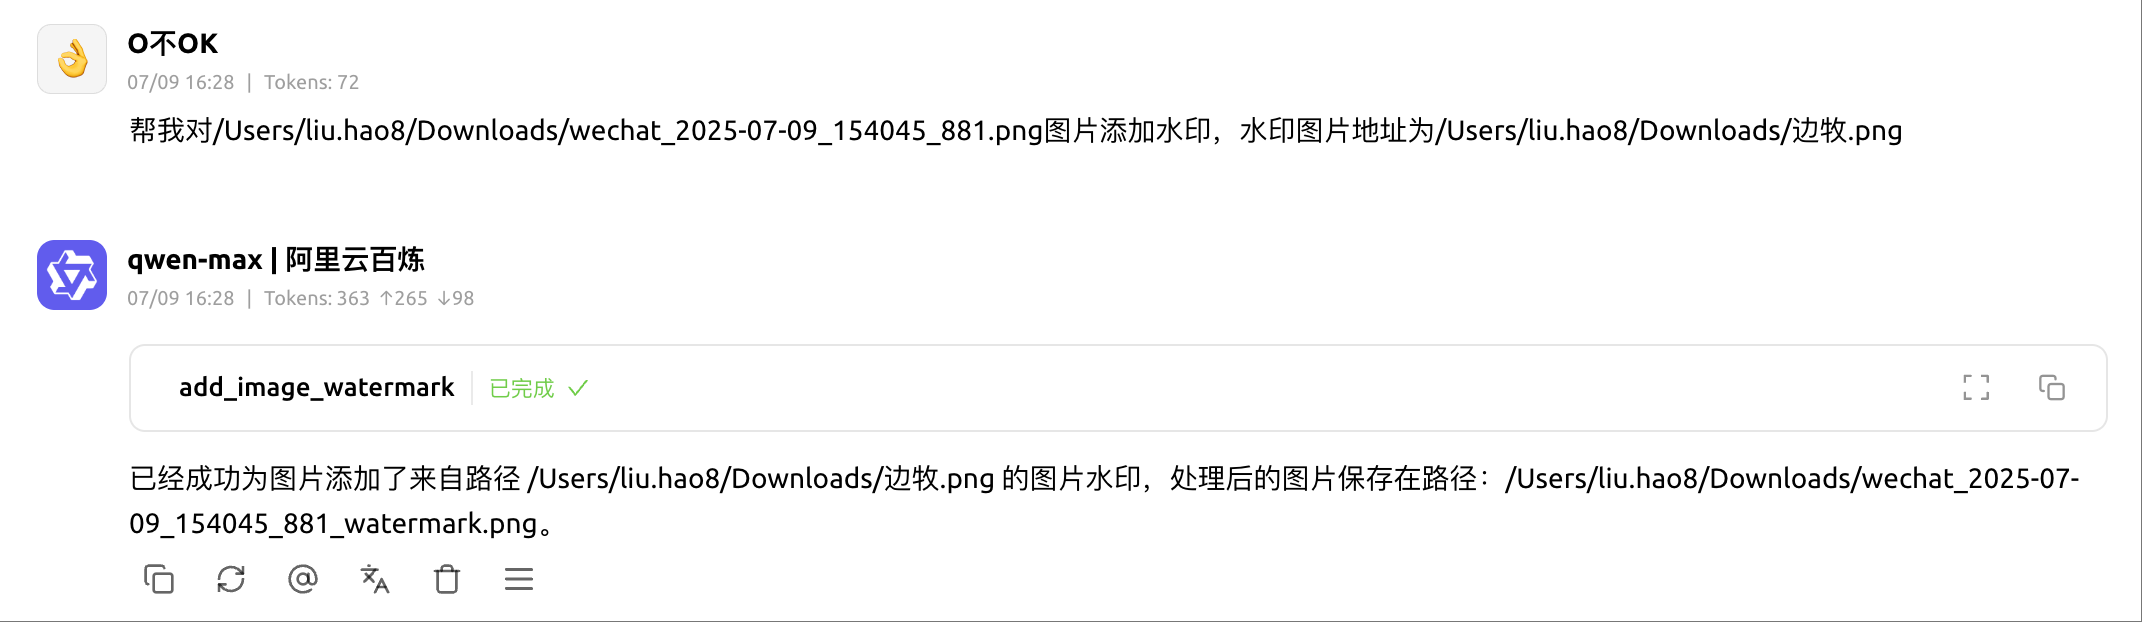 O不OK
07/09 16:28 | Tokens: 72
帮我对/Users/liu.hao8/Downloads/wechat_2025-07-09_154045_881.png图片添加水印，水印图片地址为/Users/liu.hao8/Downloads/边牧.png
qwen-max | 阿里云百炼
07/09 16:28 | Tokens: 363 ↑265 ↓98
add_image_watermark 已完成
已经成功为图片添加了来自路径 /Users/liu.hao8/Downloads/边牧.png 的图片水印，处理后的图片保存在路径：/Users/liu.hao8/Downloads/wechat_2025-07-
09_154045_881_watermark.png。